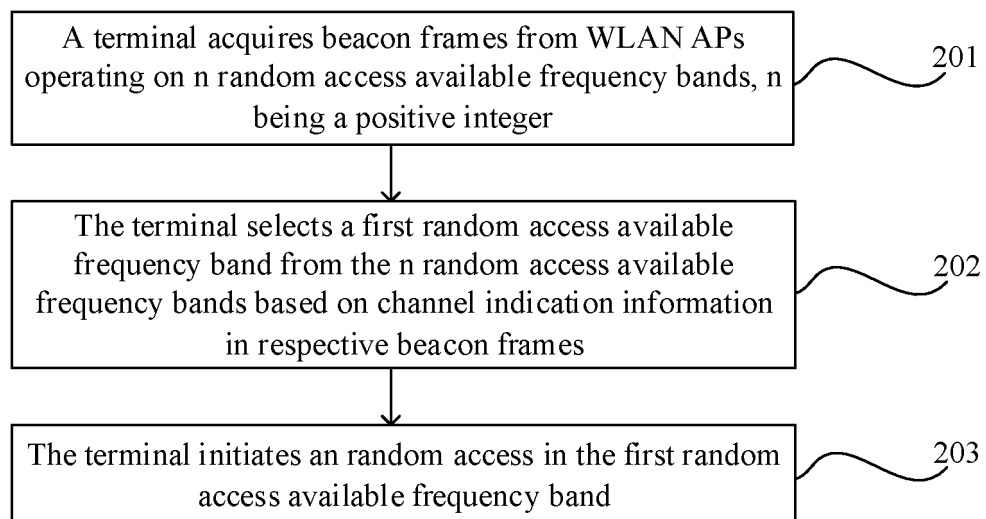 A terminal acquires beacon frames from WLAN APs
operating on n random access available frequency bands, n
being a positive integer
201
The terminal selects a first random access available
frequency band from the n random access available
frequency bands based on channel indication information
in respective beacon frames
202
The terminal initiates an random access in the first random
access available frequency band
203